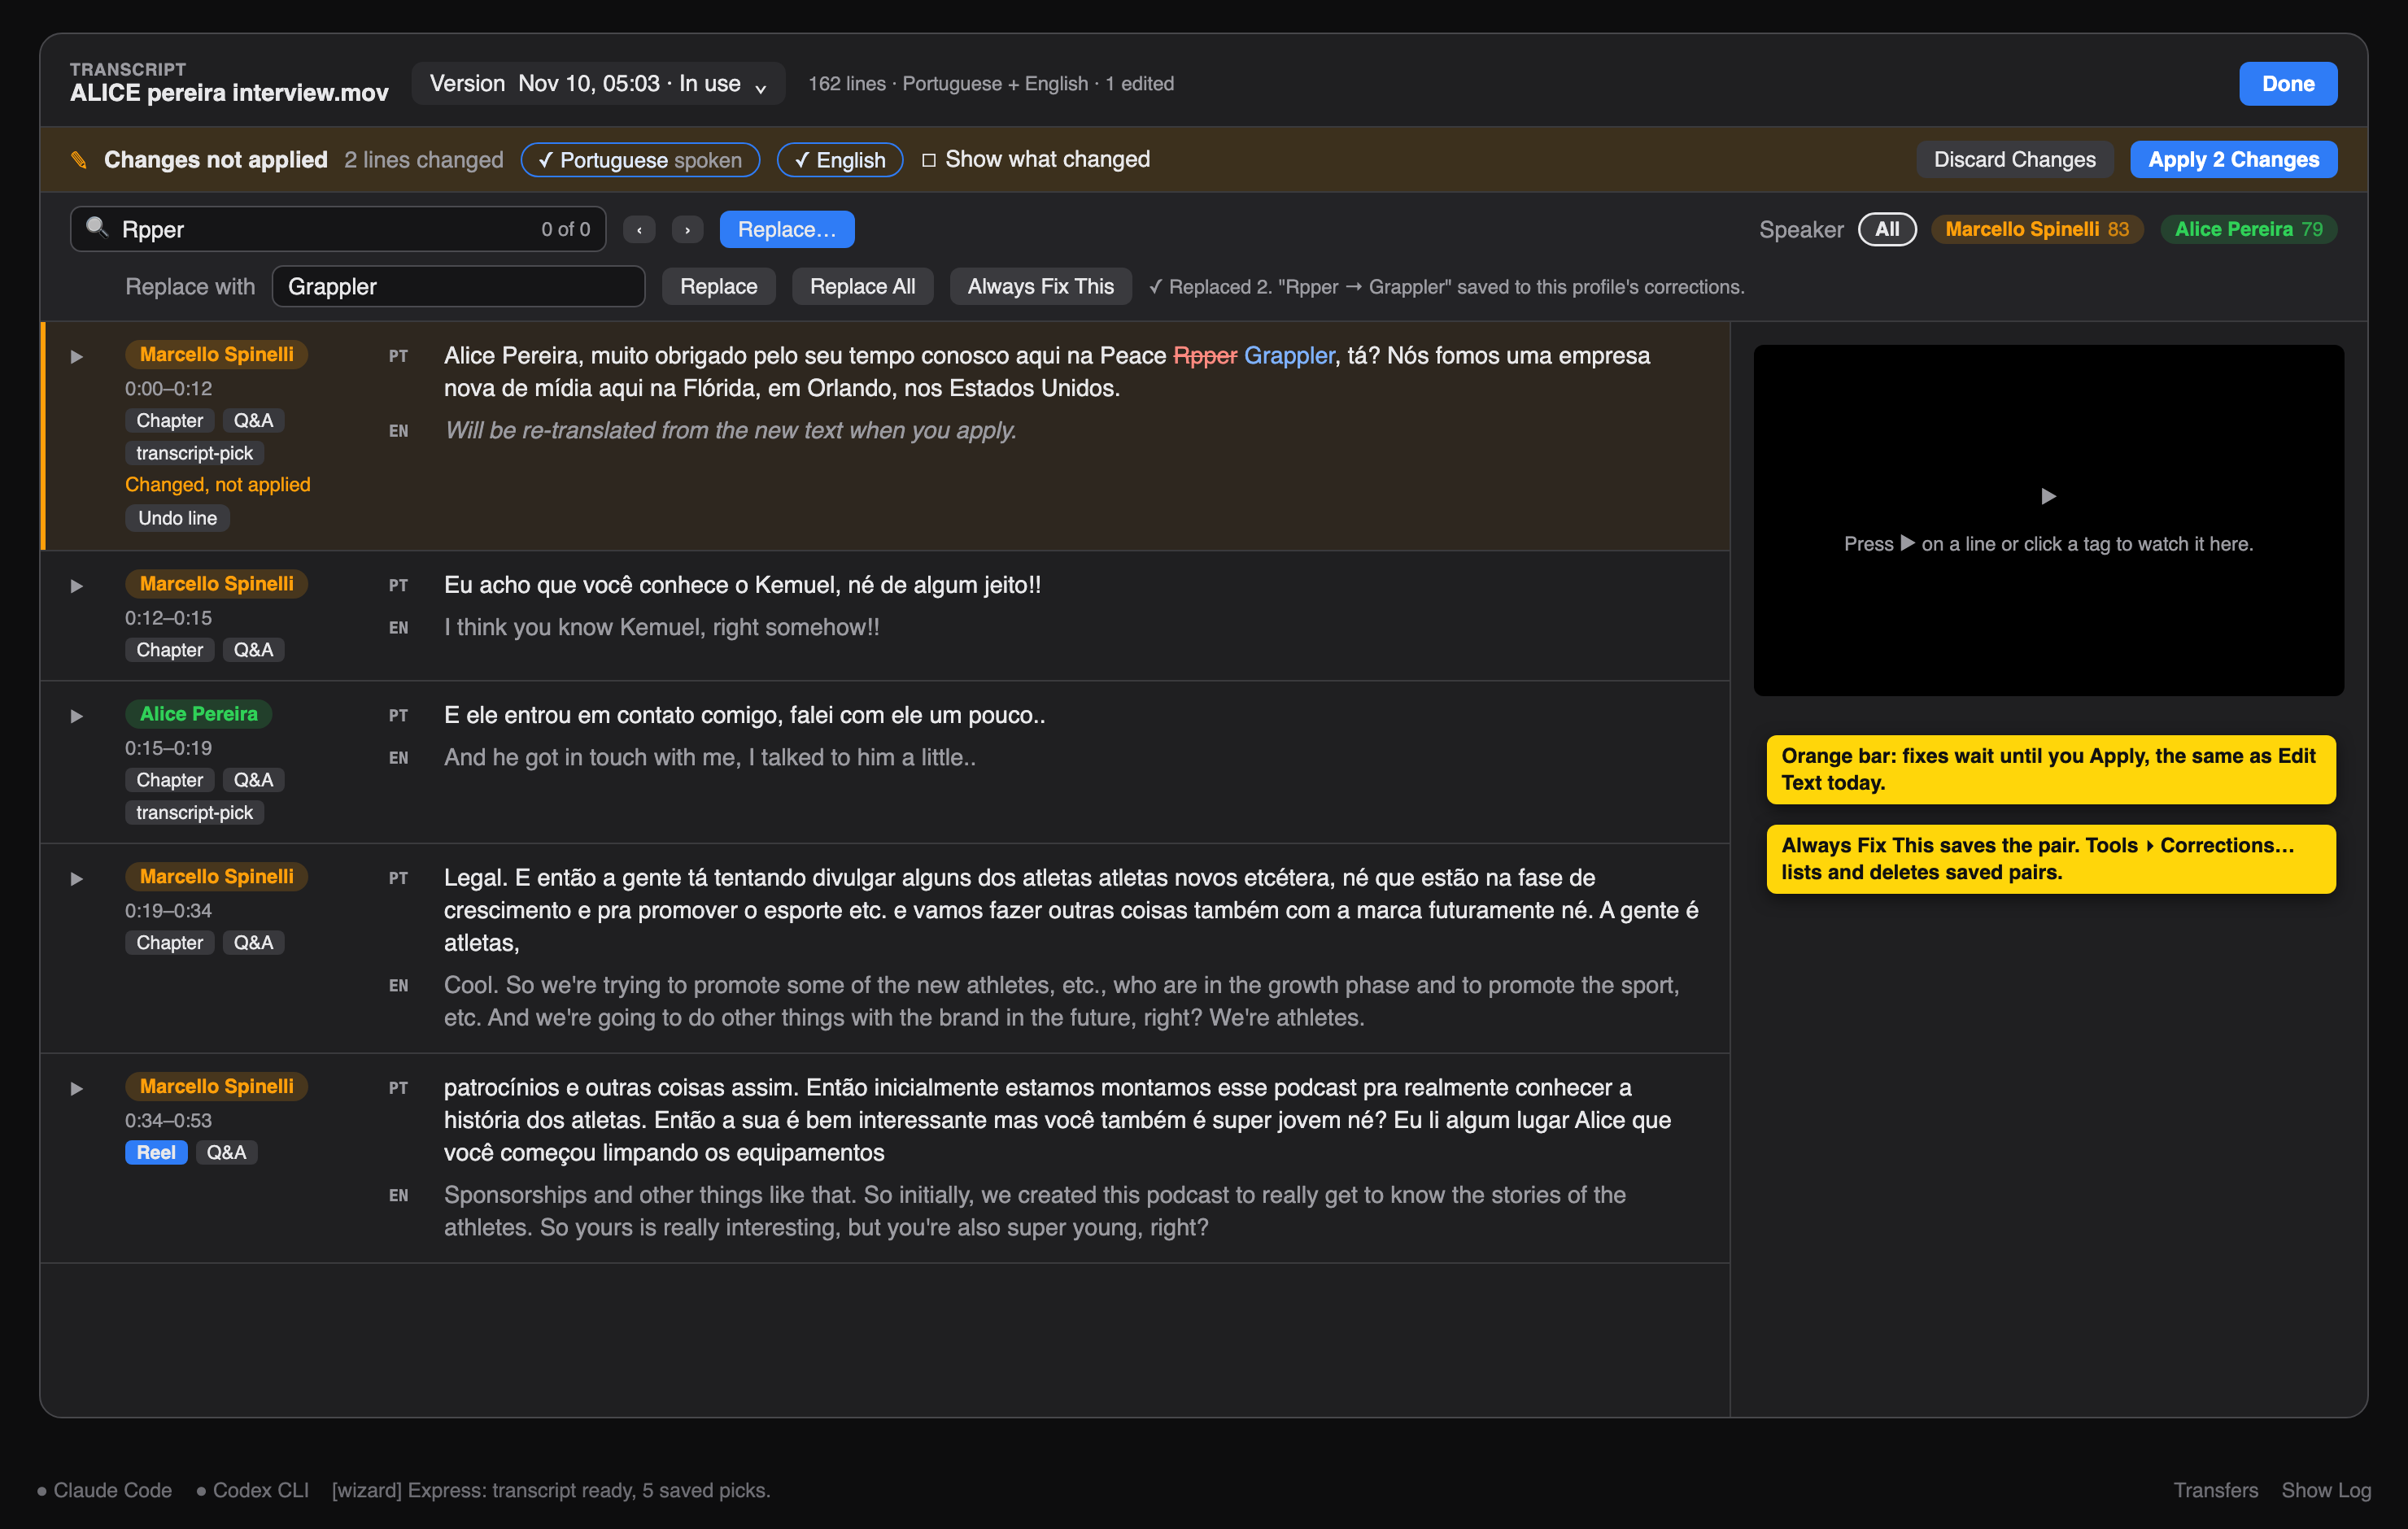 TRANSCRIPT
ALICE pereira interview.mov
Version Nov 10, 05:03 · In use
162 lines · Portuguese + English · 1 edited
Done
✎ Changes not applied 2 lines changed ✓ Portuguese spoken ✓ English ☐ Show what changed
Discard Changes
Apply 2 Changes
Rpper 0 of 0 ‹ › Replace…
Speaker All Marcello Spinelli 83 Alice Pereira 79
Replace with Grappler Replace Replace All Always Fix This ✓ Replaced 2. "Rpper → Grappler" saved to this profile's corrections.
Marcello Spinelli
0:00–0:12
Chapter Q&A
transcript-pick
Changed, not applied
Undo line
PT Alice Pereira, muito obrigado pelo seu tempo conosco aqui na Peace Rpper Grappler, tá? Nós fomos uma empresa
nova de mídia aqui na Flórida, em Orlando, nos Estados Unidos.
EN Will be re-translated from the new text when you apply.
Marcello Spinelli
0:12–0:15
Chapter Q&A
PT Eu acho que você conhece o Kemuel, né de algum jeito!!
EN I think you know Kemuel, right somehow!!
Alice Pereira
0:15–0:19
Chapter Q&A
transcript-pick
PT E ele entrou em contato comigo, falei com ele um pouco..
EN And he got in touch with me, I talked to him a little..
Marcello Spinelli
0:19–0:34
Chapter Q&A
PT Legal. E então a gente tá tentando divulgar alguns dos atletas atletas novos etcétera, né que estão na fase de
crescimento e pra promover o esporte etc. e vamos fazer outras coisas também com a marca futuramente né. A gente é
atletas,
EN Cool. So we're trying to promote some of the new athletes, etc., who are in the growth phase and to promote the sport,
etc. And we're going to do other things with the brand in the future, right? We're athletes.
Marcello Spinelli
0:34–0:53
Reel Q&A
PT patrocínios e outras coisas assim. Então inicialmente estamos montamos esse podcast pra realmente conhecer a
história dos atletas. Então a sua é bem interessante mas você também é super jovem né? Eu li algum lugar Alice que
você começou limpando os equipamentos
EN Sponsorships and other things like that. So initially, we created this podcast to really get to know the stories of the
athletes. So yours is really interesting, but you're also super young, right?
Press ▶ on a line or click a tag to watch it here.
Orange bar: fixes wait until you Apply, the same as Edit
Text today.
Always Fix This saves the pair. Tools ▸ Corrections…
lists and deletes saved pairs.
● Claude Code ● Codex CLI [wizard] Express: transcript ready, 5 saved picks.
Transfers Show Log